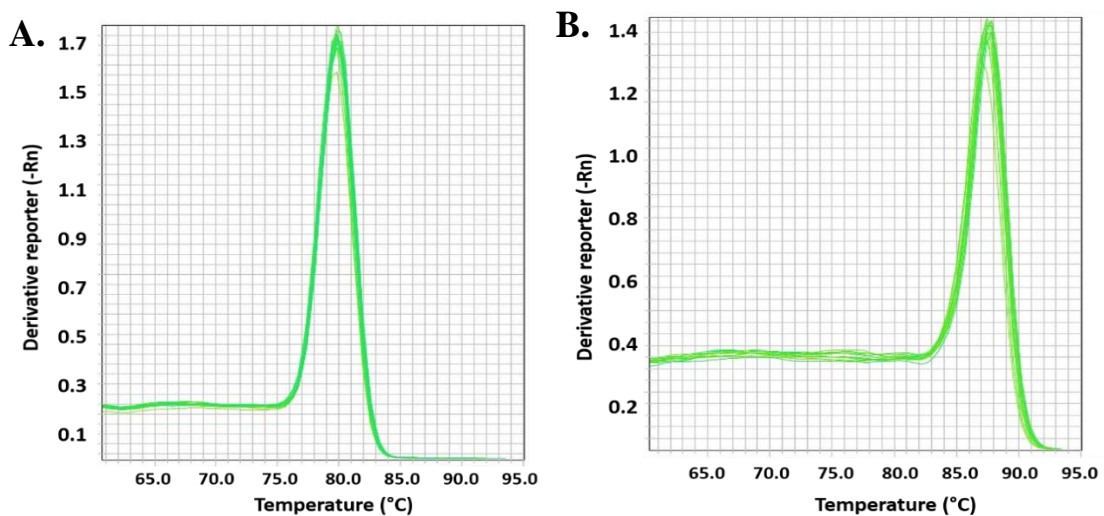 A.
Derivative reporter (-Rn)
1.7
1.5
1.3
1.1
0.9
0.7
0.5
0.3
0.1
65.0 70.0 75.0 80.0 85.0 80.0 95.0
Temperature (°C)
B.
Derivative reporter (-Rn)
1.4
1.2
1.0
0.8
0.6
0.4
0.2
65.0 70.0 75.0 80.0 85.0 90.0 95.0
Temperature (°C)